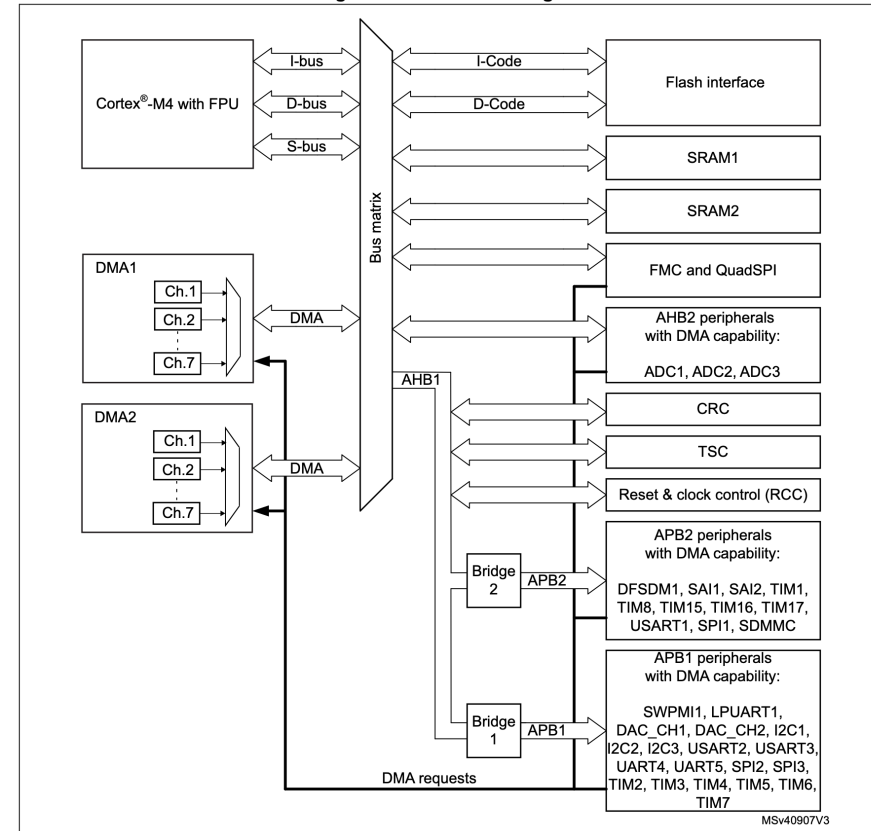 Cortex®-M4 with FPU
I-bus
D-bus
S-bus
Bus matrix
I-Code
D-Code
Flash interface
SRAM1
SRAM2
FMC and QuadSPI
DMA1
Ch.1
Ch.2
Ch.7
DMA
AHB2 peripherals
with DMA capability:
ADC1, ADC2, ADC3
AHB1
CRC
TSC
Reset & clock control (RCC)
DMA2
Ch.1
Ch.2
Ch.7
DMA
Bridge
2
APB2
APB2 peripherals
with DMA capability:
DFSDM1, SAI1, SAI2, TIM1,
TIM8, TIM15, TIM16, TIM17,
USART1, SPI1, SDMMC
Bridge
1
APB1
APB1 peripherals
with DMA capability:
SWPMI1, LPUART1,
DAC_CH1, DAC_CH2, I2C1,
I2C2, I2C3, USART2, USART3,
UART4, UART5, SPI2, SPI3,
TIM2, TIM3, TIM4, TIM5, TIM6,
TIM7
DMA requests
MSv40907V3